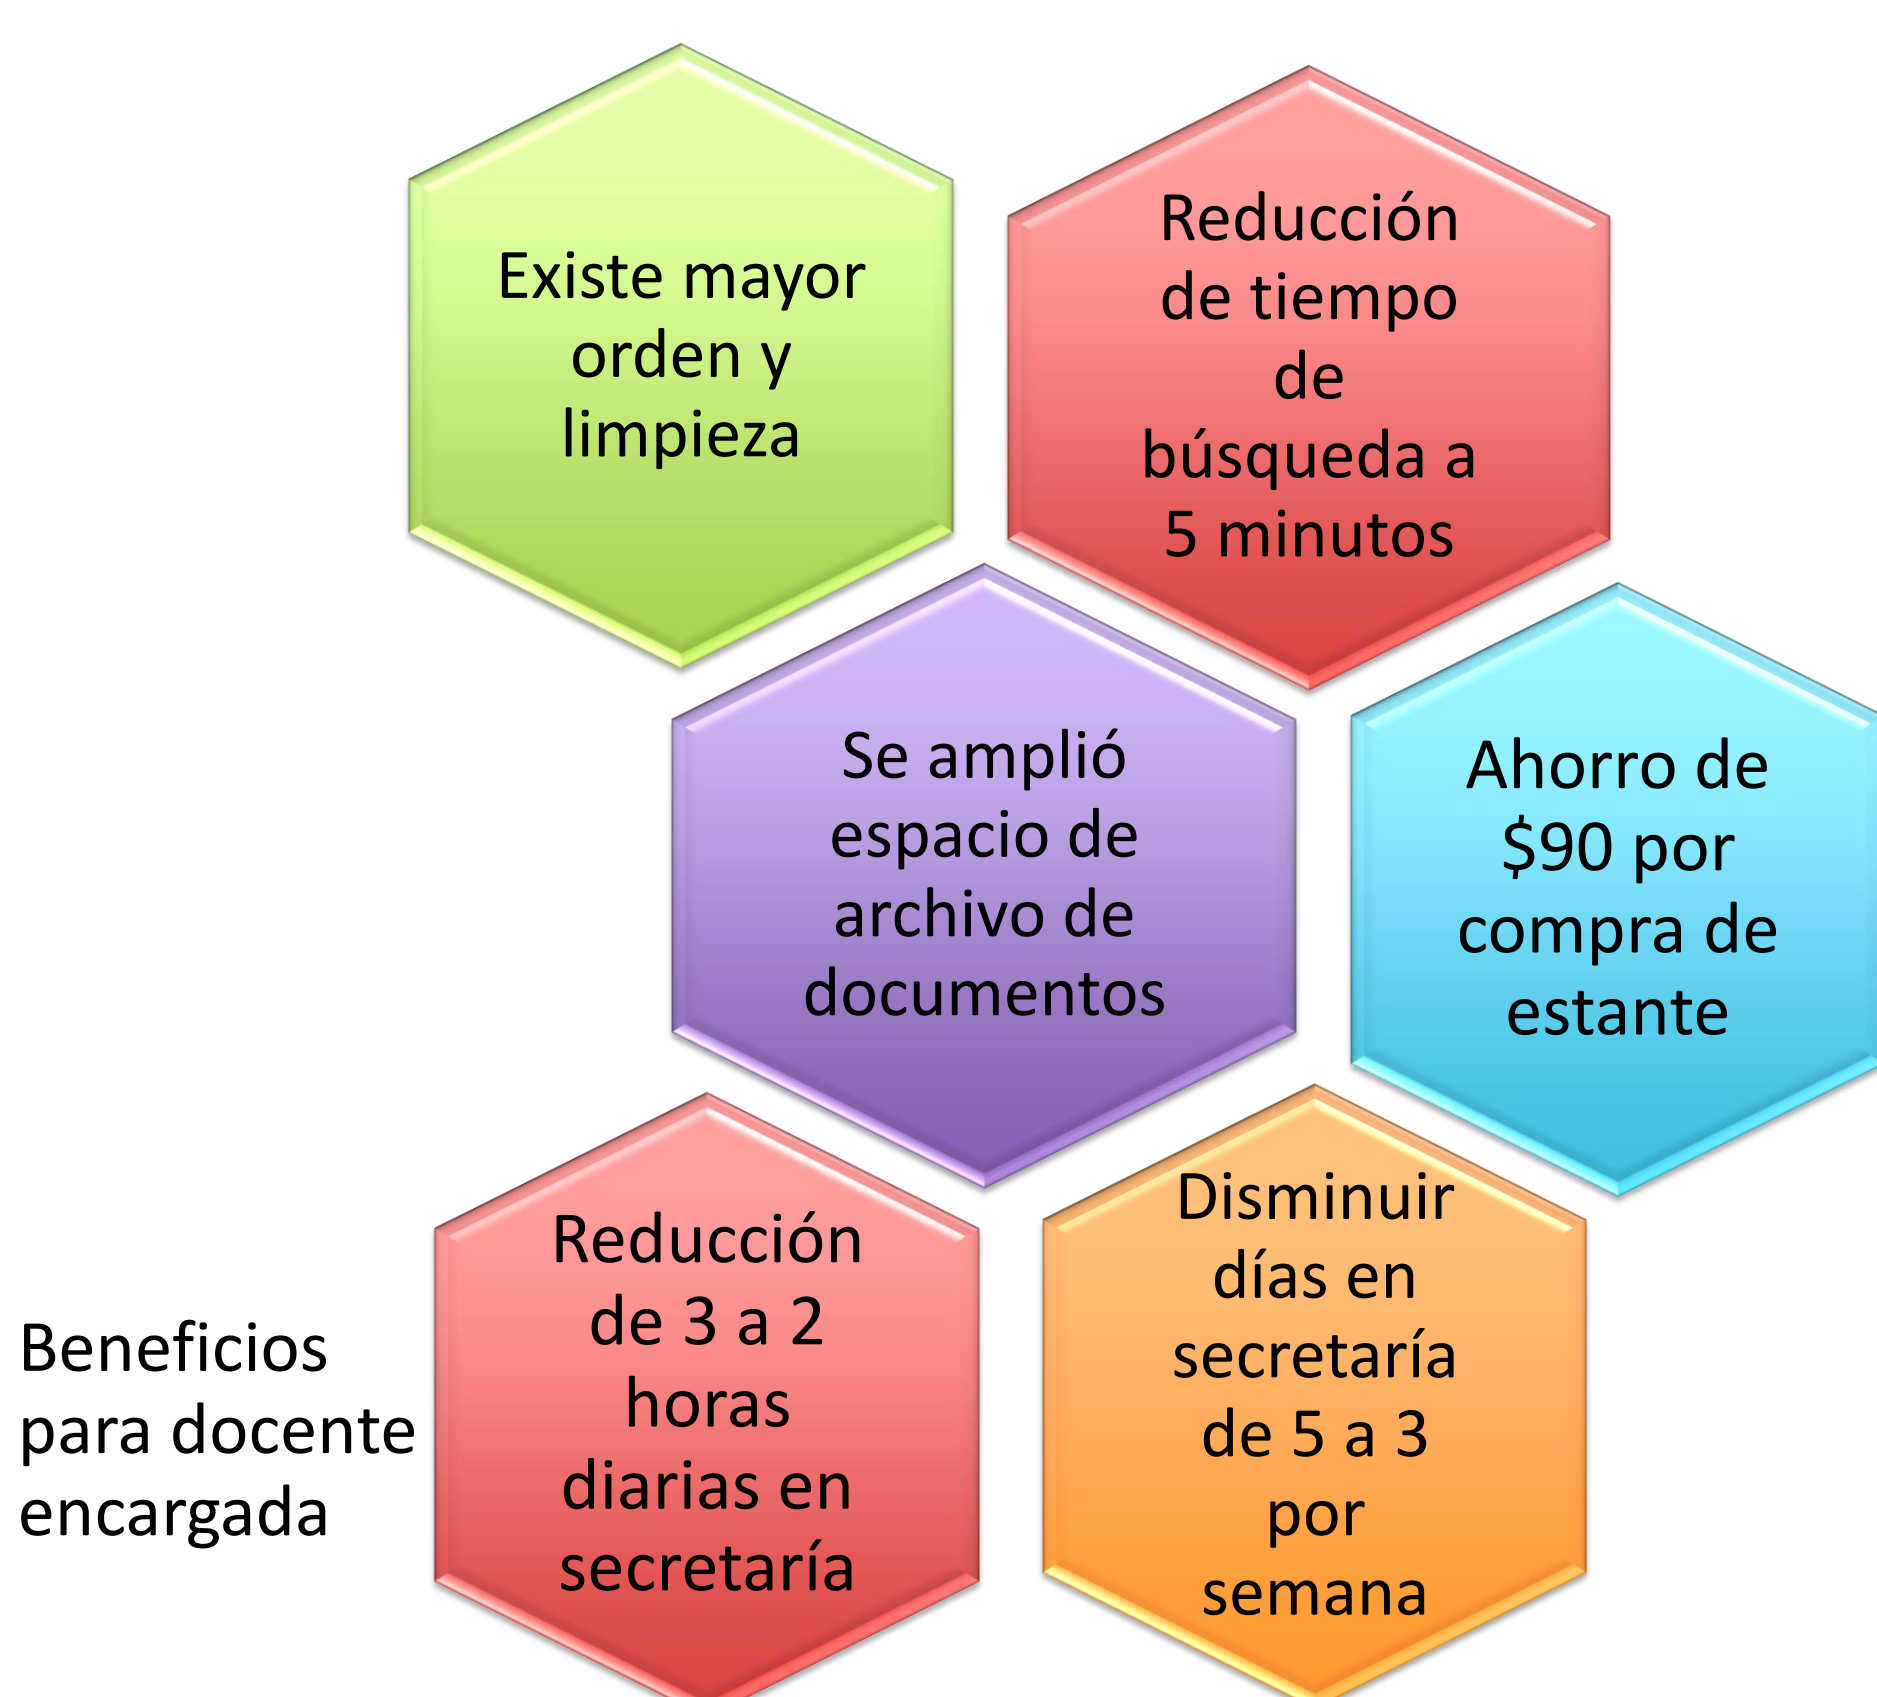 Existe mayor
orden y
limpieza
Reducción
de tiempo
de
búsqueda a
5 minutos
Se amplió
espacio de
archivo de
documentos
Ahorro de
$90 por
compra de
estante
Beneficios
para docente
encargada
Reducción
de 3 a 2
horas
diarias en
secretaría
Disminuir
días en
secretaría
de 5 a 3
por
semana